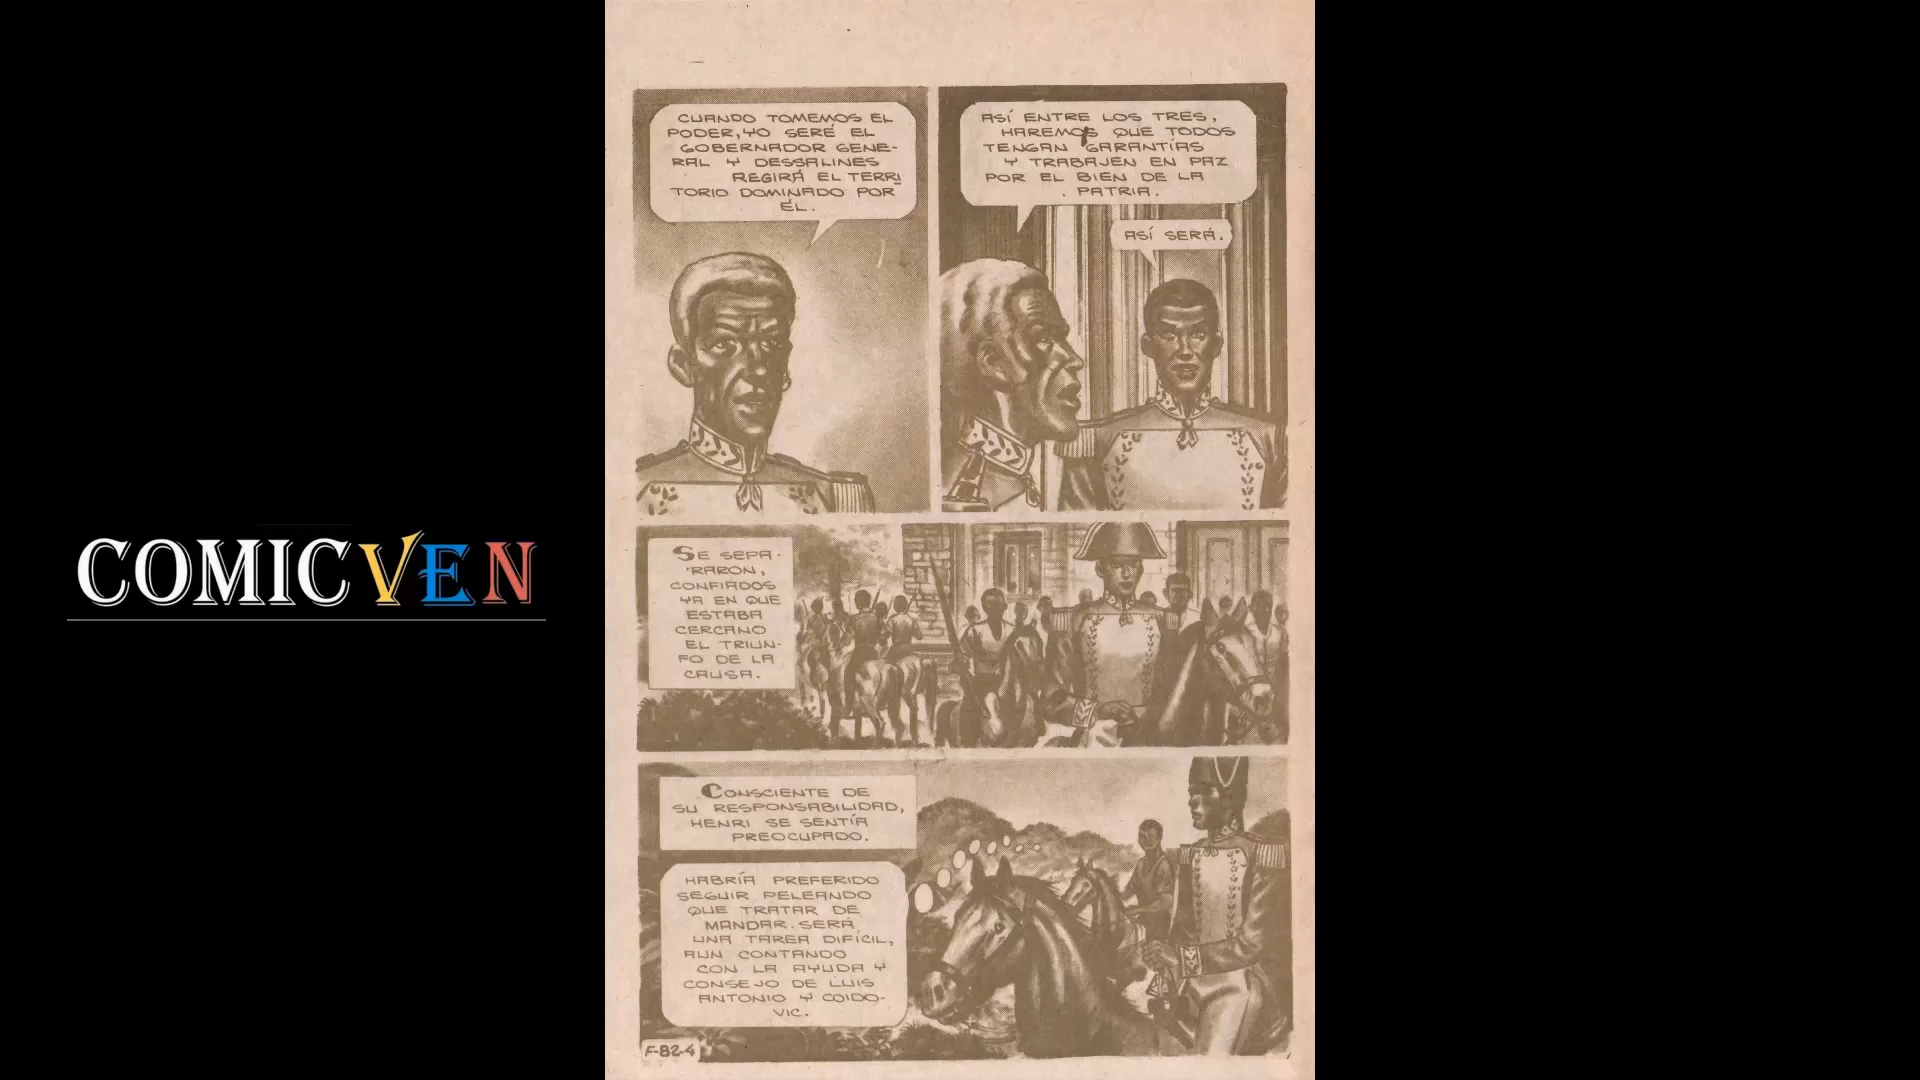 CUANDO TOMEMOS EL
PODER, YO SERÉ EL
GOBERNADOR GENE-
RAL Y DESSALINES
REGIRÁ EL TERRI
TORIO DOMINADO POR
ÉL.
ASÍ ENTRE LOS TRES,
HAREMOS QUE TODOS
TENGAN GARANTÍAS
Y TRABAJEN EN PAZ
POR EL BIEN DE LA
PATRIA.
ASÍ SERÁ.
SE SEPA-
RARON,
CONFIADOS
YA EN QUE
ESTABA
CERCANO
EL TRIUN-
FO DE LA
CAUSA.
CONSCIENTE DE
SU RESPONSABILIDAD,
HENRI SE SENTÍA
PREOCUPADO.
HABRÍA PREFERIDO
SEGUIR PELEANDO
QUE TRATAR DE
MANDAR. SERÁ
UNA TAREA DIFÍCIL,
AUN CONTANDO
CON LA AYUDA Y
CONSEJO DE LUIS
ANTONIO Y COIDO-
VIC.
F-82-4
COMICVEN